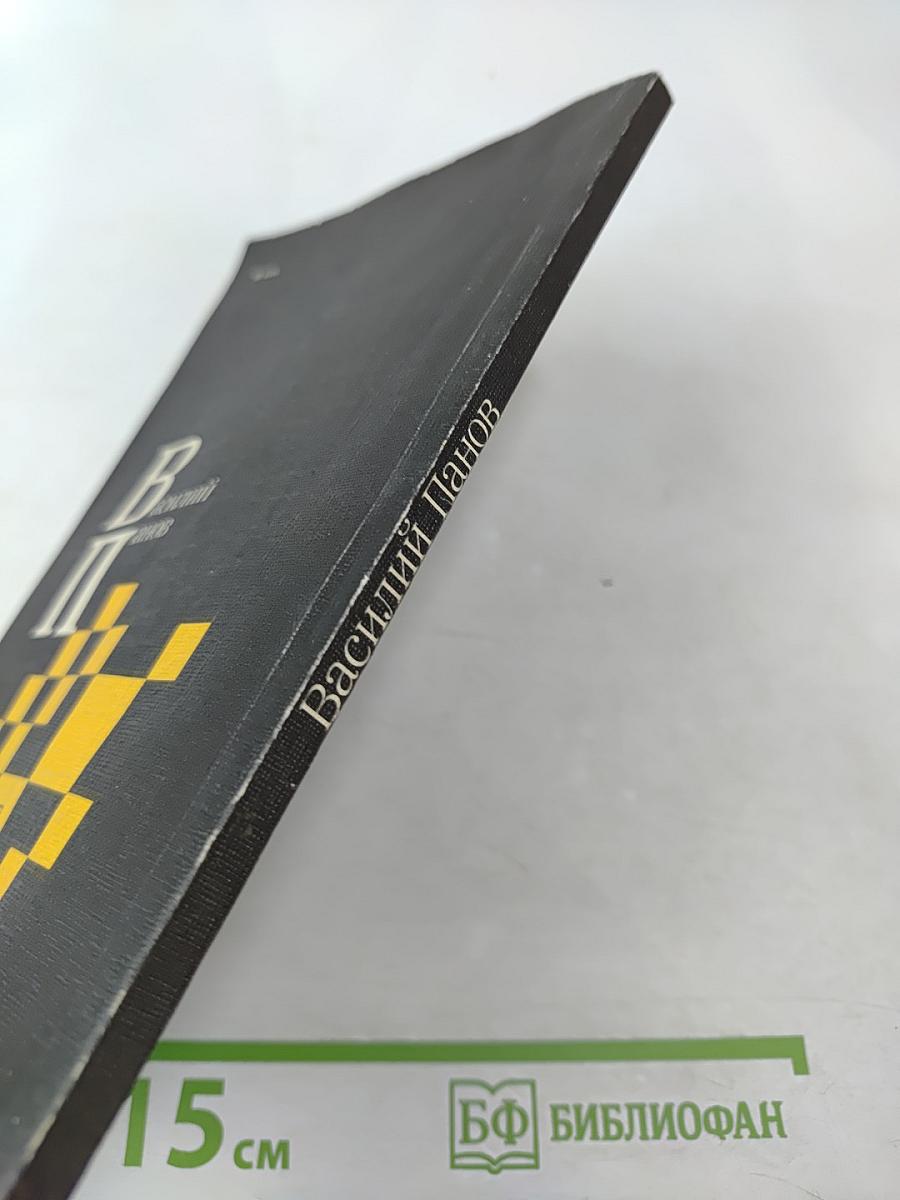 Василий
Панов
Василий Панов
15 см
БФ БИБЛИОФАН